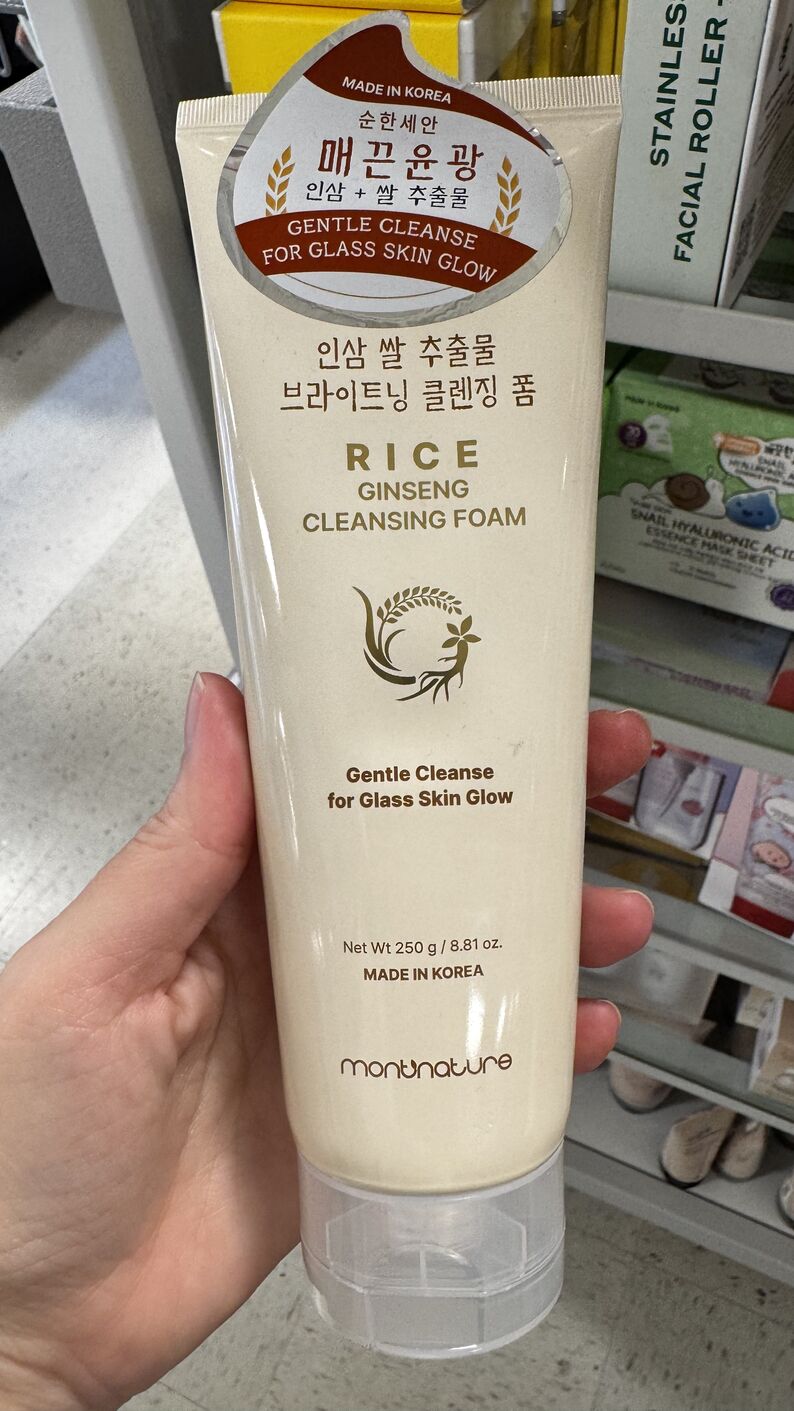 MADE IN KOREA
순한세안
매끈윤광
인삼 + 쌀 추출물
GENTLE CLEANSE
FOR GLASS SKIN GLOW
인삼 쌀 추출물
브라이트닝 클렌징 폼
RICE
GINSENG
CLEANSING FOAM
Gentle Cleanse
for Glass Skin Glow
Net Wt 250 g / 8.81 oz.
MADE IN KOREA
montnature
FACIAL ROLLER
SNAIL HYALURONIC ACID
ESSENCE MASK SHEET